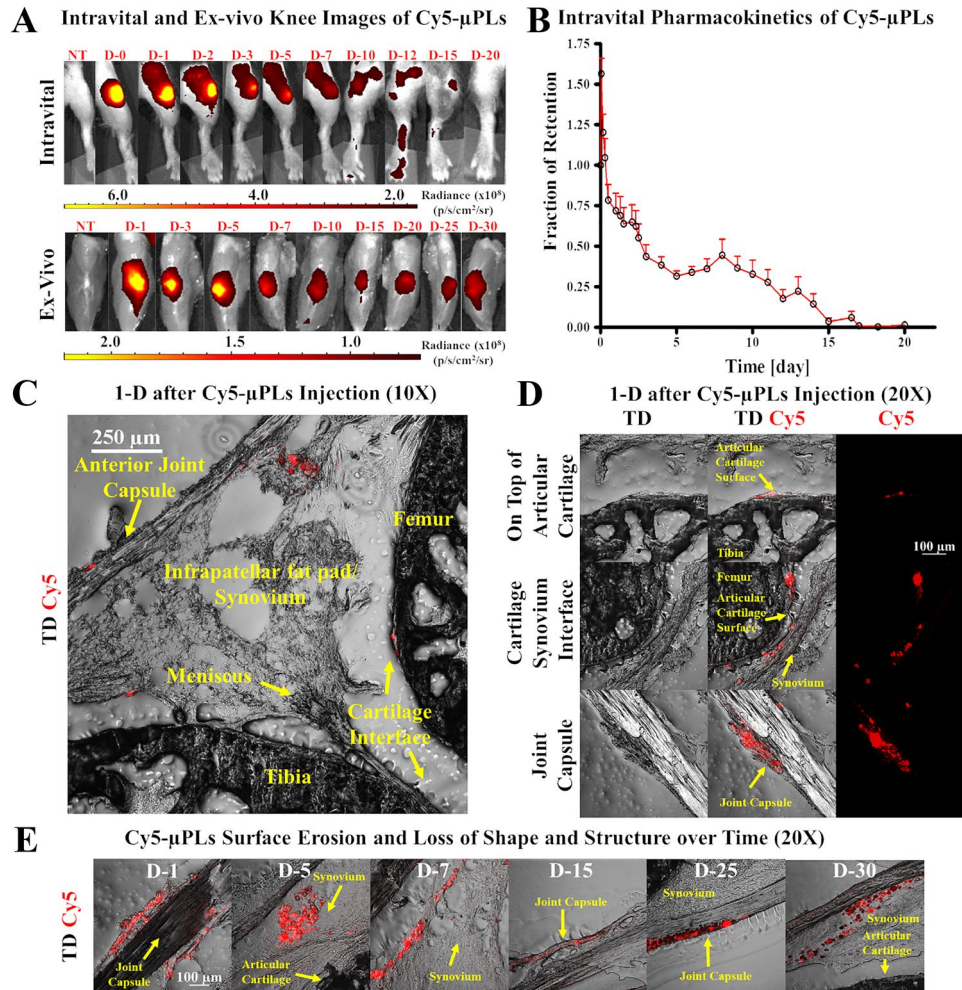 A
Intravital and Ex-vivo Knee Images of Cy5-µPLs
NT D-0 D-1 D-2 D-3 D-5 D-7 D-10 D-12 D-15 D-20
Intravital
6.0 4.0 2.0
Radiance (x10⁸)
(p/s/cm²/sr)
NT D-1 D-3 D-5 D-7 D-10 D-15 D-20 D-25 D-30
Ex-Vivo
2.0 1.5 1.0
Radiance (x10⁸)
(p/s/cm²/sr)
B
Intravital Pharmacokinetics of Cy5-µPLs
Fraction of Retention
1.75
1.50
1.25
1.00
0.75
0.50
0.25
0.00
0 5 10 15 20
Time [day]
C
1-D after Cy5-µPLs Injection (10X)
TD Cy5
250 µm
Anterior Joint
Capsule
Femur
Infrapatellar fat pad/
Synovium
Meniscus
Cartilage
Interface
Tibia
D
1-D after Cy5-µPLs Injection (20X)
TD
TD Cy5
Cy5
On Top of
Articular
Cartilage
Articular
Cartilage
Surface
Tibia
100 µm
Cartilage
Synovium
Interface
Femur
Articular
Cartilage
Surface
Synovium
Joint
Capsule
Joint Capsule
E
Cy5-µPLs Surface Erosion and Loss of Shape and Structure over Time (20X)
TD Cy5
D-1
Joint
Capsule
100 µm
D-5
Synovium
Articular
Cartilage
D-7
Synovium
D-15
Joint Capsule
D-25
Synovium
Joint Capsule
D-30
Synovium
Articular
Cartilage